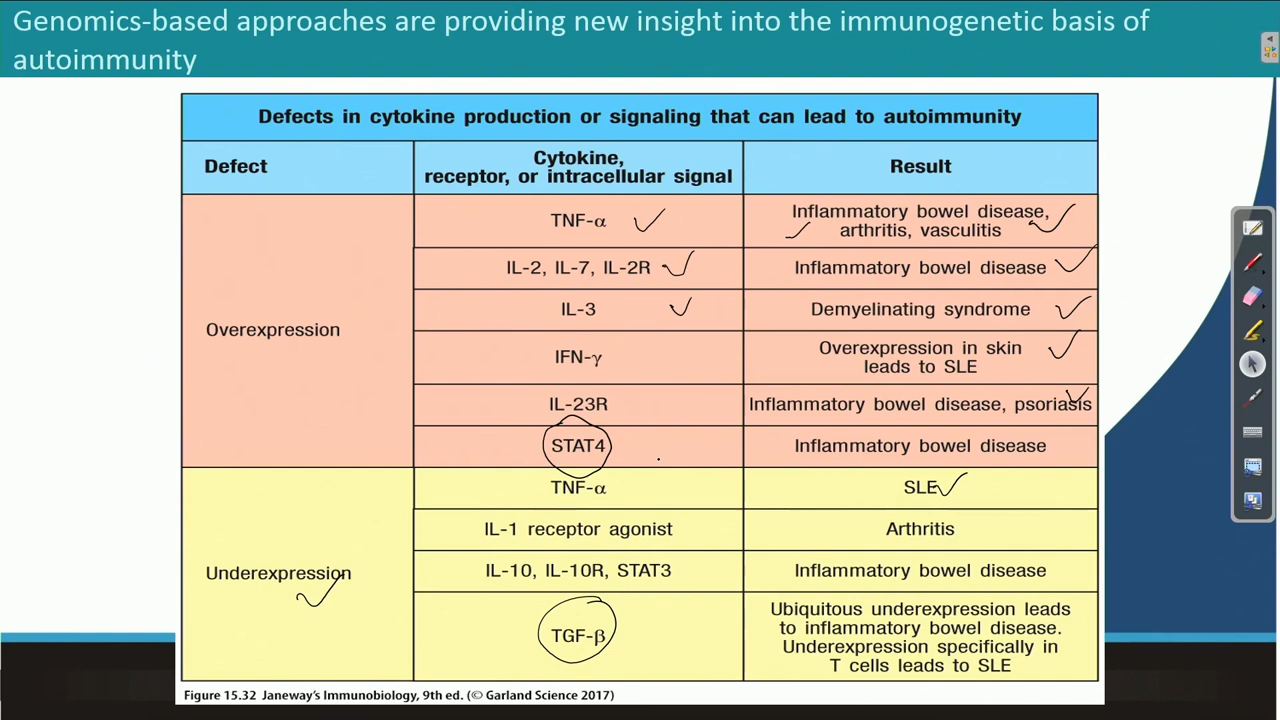 Genomics-based approaches are providing new insight into the immunogenetic basis of
autoimmunity
Defects in cytokine production or signaling that can lead to autoimmunity
Defect
Cytokine,
receptor, or intracellular signal
Result
Overexpression
TNF-α
Inflammatory bowel disease,
arthritis, vasculitis
IL-2, IL-7, IL-2R
Inflammatory bowel disease
IL-3
Demyelinating syndrome
IFN-γ
Overexpression in skin
leads to SLE
IL-23R
Inflammatory bowel disease, psoriasis
STAT4
Inflammatory bowel disease
Underexpression
TNF-α
SLE
IL-1 receptor agonist
Arthritis
IL-10, IL-10R, STAT3
Inflammatory bowel disease
TGF-β
Ubiquitous underexpression leads
to inflammatory bowel disease.
Underexpression specifically in
T cells leads to SLE
Figure 15.32 Janeway's Immunobiology, 9th ed. (© Garland Science 2017)